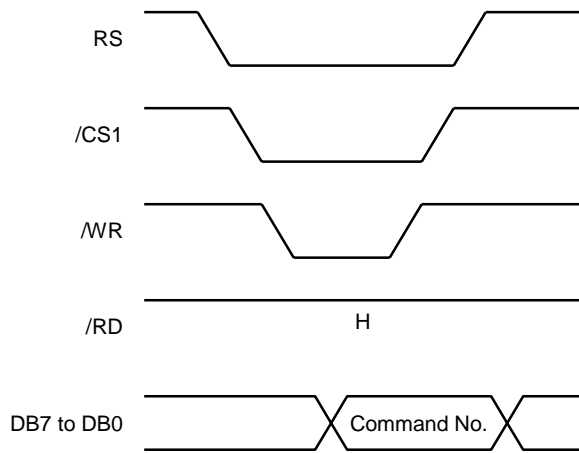 RS
/CS1
/WR
/RD
H
DB7 to DB0
Command No.